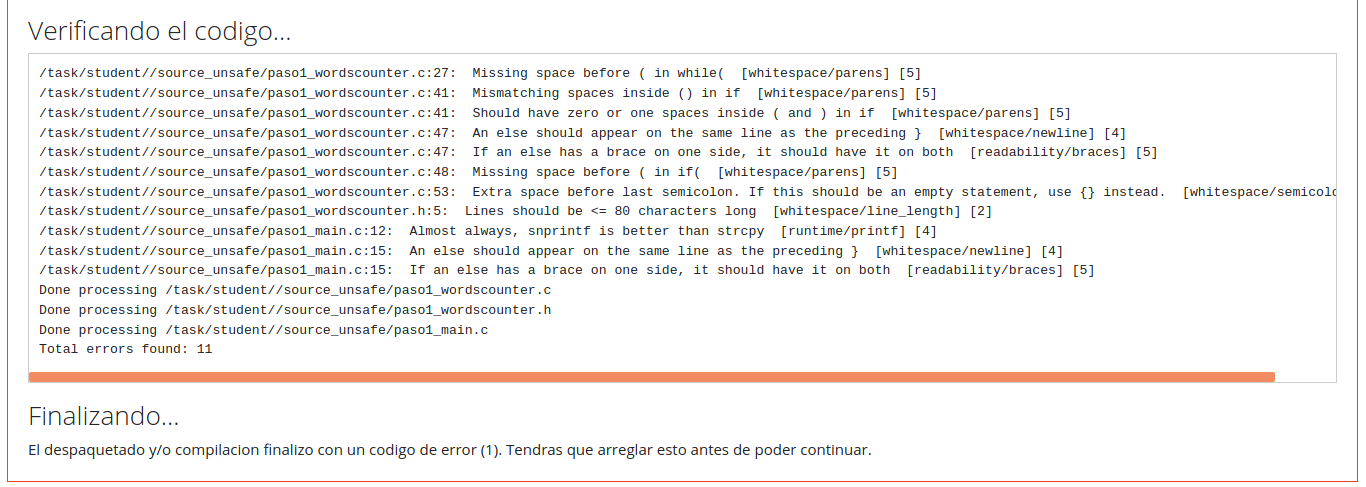 Verificando el codigo...
/task/student//source_unsafe/paso1_wordscounter.c:27:  Missing space before ( in while(  [whitespace/parens] [5]
/task/student//source_unsafe/paso1_wordscounter.c:41:  Mismatching spaces inside () in if  [whitespace/parens] [5]
/task/student//source_unsafe/paso1_wordscounter.c:41:  Should have zero or one spaces inside ( and ) in if  [whitespace/parens] [5]
/task/student//source_unsafe/paso1_wordscounter.c:47:  An else should appear on the same line as the preceding }  [whitespace/newline] [4]
/task/student//source_unsafe/paso1_wordscounter.c:47:  If an else has a brace on one side, it should have it on both  [readability/braces] [5]
/task/student//source_unsafe/paso1_wordscounter.c:48:  Missing space before ( in if(  [whitespace/parens] [5]
/task/student//source_unsafe/paso1_wordscounter.c:53:  Extra space before last semicolon. If this should be an empty statement, use {} instead.  [whitespace/semicolo
/task/student//source_unsafe/paso1_wordscounter.h:5:  Lines should be <= 80 characters long  [whitespace/line_length] [2]
/task/student//source_unsafe/paso1_main.c:12:  Almost always, snprintf is better than strcpy  [runtime/printf] [4]
/task/student//source_unsafe/paso1_main.c:15:  An else should appear on the same line as the preceding }  [whitespace/newline] [4]
/task/student//source_unsafe/paso1_main.c:15:  If an else has a brace on one side, it should have it on both  [readability/braces] [5]
Done processing /task/student//source_unsafe/paso1_wordscounter.c
Done processing /task/student//source_unsafe/paso1_wordscounter.h
Done processing /task/student//source_unsafe/paso1_main.c
Total errors found: 11
Finalizando...
El despaquetado y/o compilacion finalizo con un codigo de error (1). Tendras que arreglar esto antes de poder continuar.